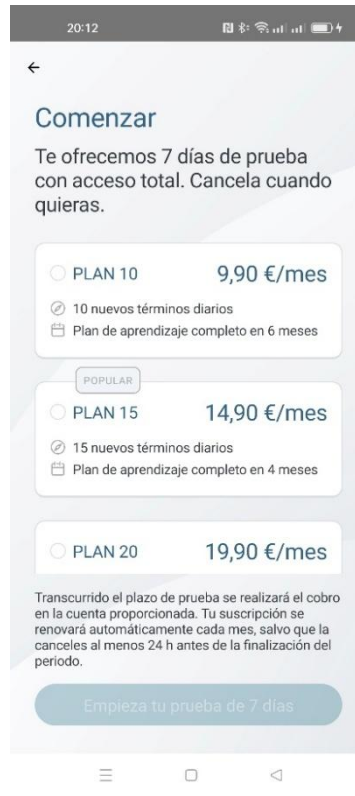 20:12
Comenzar
Te ofrecemos 7 días de prueba
con acceso total. Cancela cuando
quieras.
PLAN 10 9,90 €/mes
10 nuevos términos diarios
Plan de aprendizaje completo en 6 meses
POPULAR
PLAN 15 14,90 €/mes
15 nuevos términos diarios
Plan de aprendizaje completo en 4 meses
PLAN 20 19,90 €/mes
Transcurrido el plazo de prueba se realizará el cobro
en la cuenta proporcionada. Tu suscripción se
renovará automáticamente cada mes, salvo que la
canceles al menos 24 h antes de la finalización del
periodo.
Empieza tu prueba de 7 días